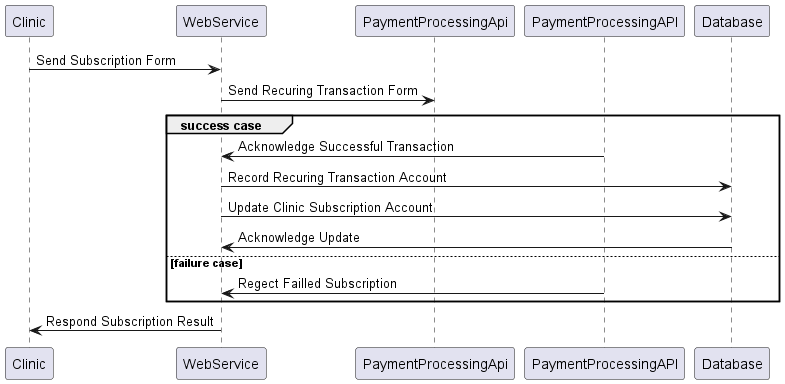 Clinic WebService PaymentProcessingApi PaymentProcessingAPI Database
Send Subscription Form
Send Recuring Transaction Form
success case
Acknowledge Successful Transaction
Record Recuring Transaction Account
Update Clinic Subscription Account
Acknowledge Update
[failure case]
Regect Failled Subscription
Respond Subscription Result
Clinic WebService PaymentProcessingApi PaymentProcessingAPI Database